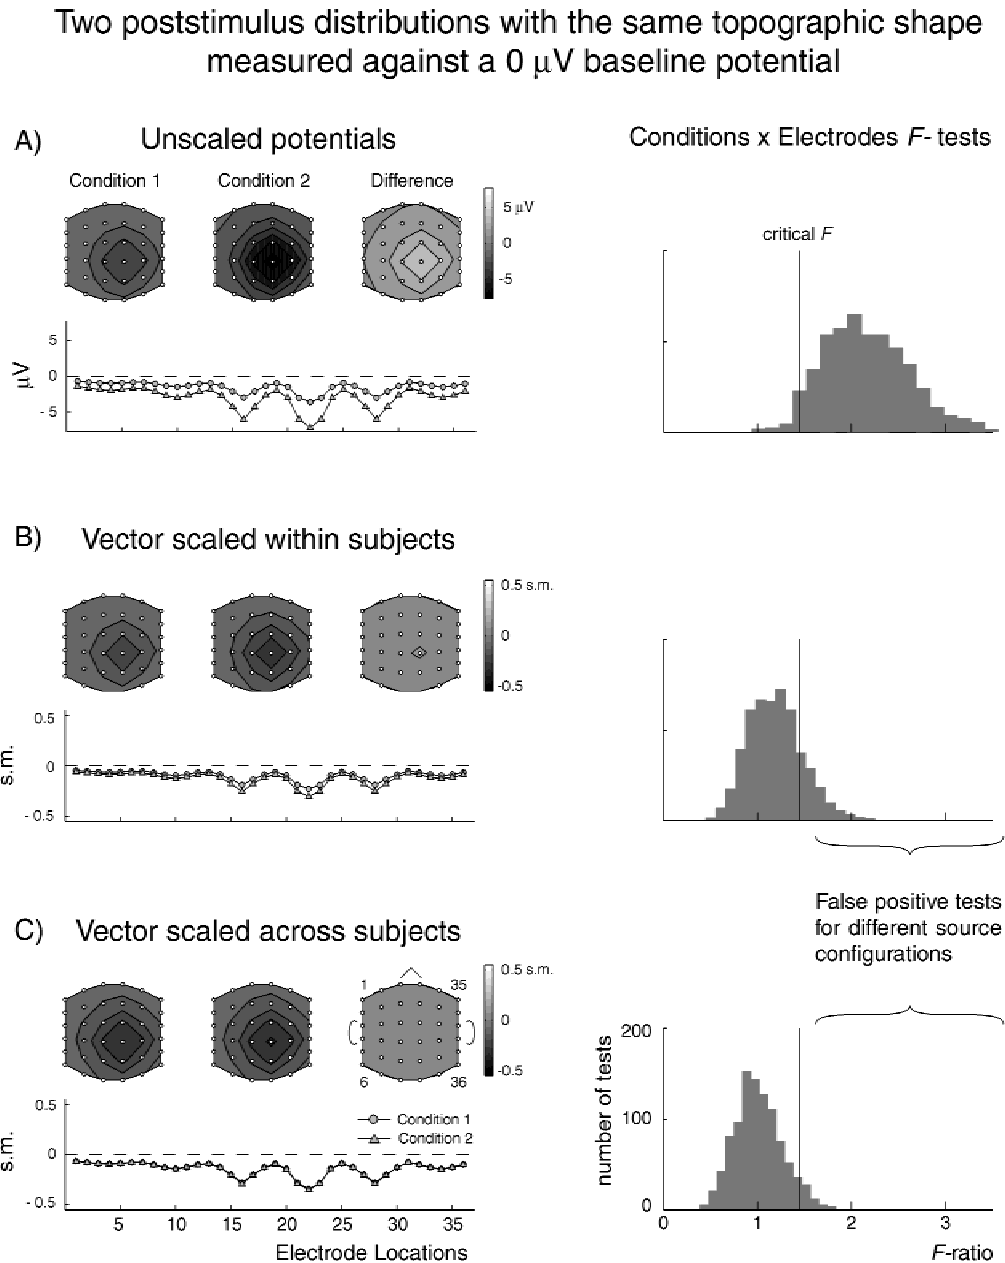 Two poststimulus distributions with the same topographic shape
measured against a 0 μV baseline potential
A) Unscaled potentials
Conditions x Electrodes F- tests
Condition 1 Condition 2 Difference
5 μV
0
-5
critical F
5
0
- 5
μV
B) Vector scaled within subjects
0.5 s.m.
0
-0.5
0.5
0
- 0.5
s.m.
False positive tests
for different source
configurations
C) Vector scaled across subjects
1 35
6 36
0.5 s.m.
0
-0.5
0.5
0
- 0.5
s.m.
Condition 1
Condition 2
5 10 15 20 25 30 35
Electrode Locations
200
100
0
number of tests
0 1 2 3
F-ratio